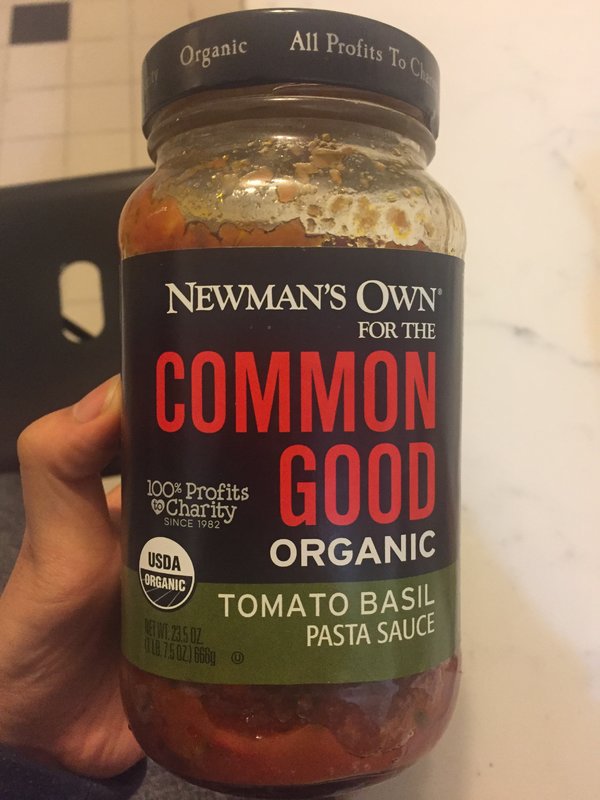 Organic All Profits To
NEWMAN'S OWN®
FOR THE
COMMON
GOOD
100% Profits
to Charity
SINCE 1982
ORGANIC
USDA
ORGANIC
TOMATO BASIL
PASTA SAUCE
NET WT. 23.5 OZ.
(1 LB. 7.5 OZ.) 666g
U